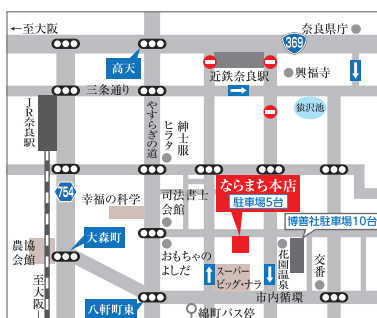 ←至大阪
奈良県庁
369
高天
近鉄奈良駅
興福寺
三条通り
JR奈良駅
やすらぎの道
紳士服
ヒラタ
猿沢池
754
幸福の科学
司法書士
会館
ならまち本店
駐車場5台
博善社駐車場10台
大森町
農協
会館
おもちゃの
よしだ
花園温泉
交番
スーパー
ビッグ・ナラ
至大阪
八軒町東
市内循環
綿町バス停